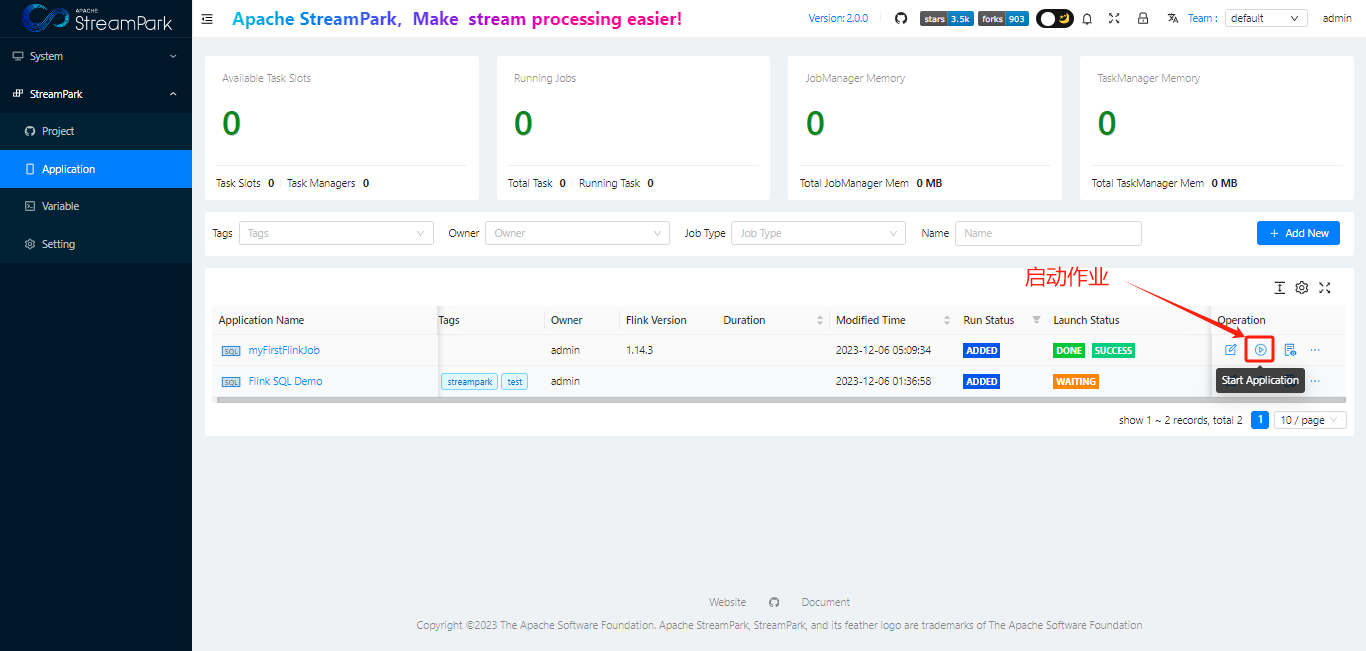 APACHE
StreamPark
Apache StreamPark, Make stream processing easier!
Version: 2.0.0
stars 3.5k forks 903
Team : default admin
System
StreamPark
Project
Application
Variable
Setting
Available Task Slots
0
Task Slots 0 Task Managers 0
Running Jobs
0
Total Task 0 Running Task 0
JobManager Memory
0
Total JobManager Mem 0 MB
TaskManager Memory
0
Total TaskManager Mem 0 MB
Tags Tags Owner Owner Job Type Job Type Name Name + Add New
启动作业
Application Name Tags Owner Flink Version Duration Modified Time Run Status Launch Status Operation
SQL myFirstFlinkJob admin 1.14.3 2023-12-06 05:09:34 ADDED DONE SUCCESS ...
SQL Flink SQL Demo streampark test admin 2023-12-06 01:36:58 ADDED WAITING ...
Start Application
show 1 ~ 2 records, total 2 1 10 / page
Website Document
Copyright ©2023 The Apache Software Foundation. Apache StreamPark, StreamPark, and its feather logo are trademarks of The Apache Software Foundation